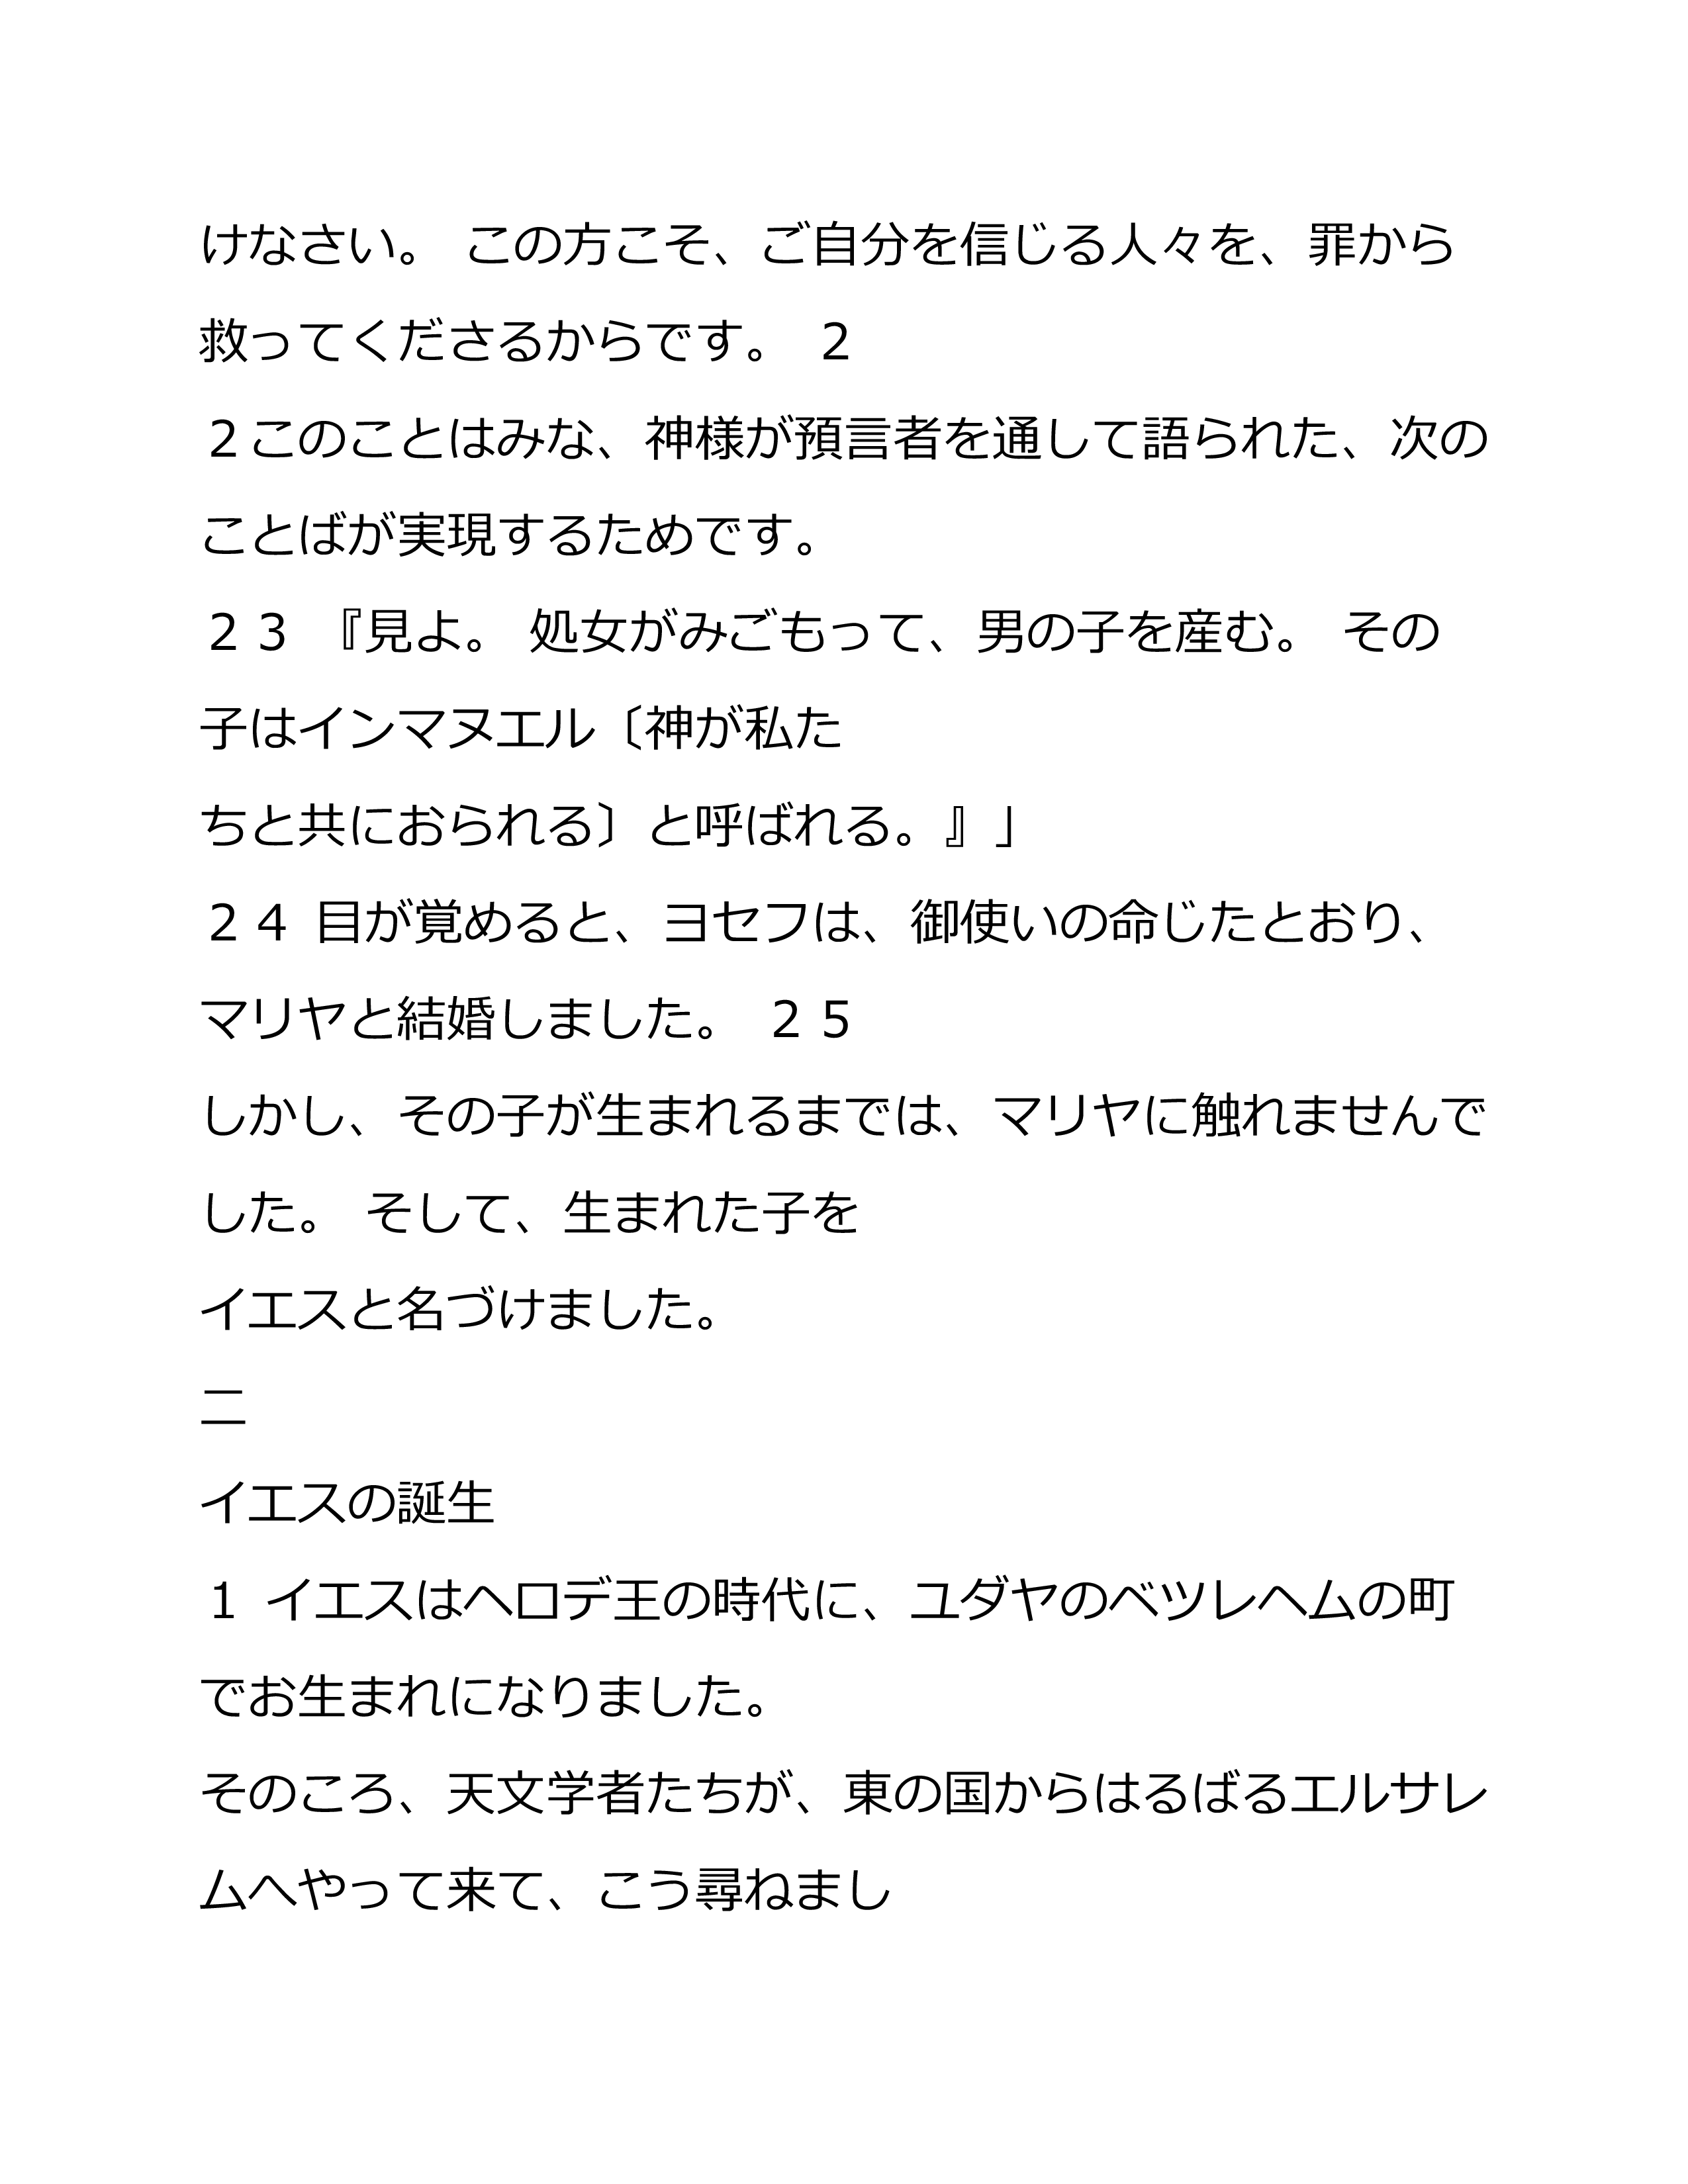 けなさい。 この方こそ、ご自分を信じる人々を、罪から
救ってくださるからです。 ２
２このことはみな、神様が預言者を通して語られた、次の
ことばが実現するためです。
２３ 『見よ。 処女がみごもって、男の子を産む。 その
子はインマヌエル〔神が私た
ちと共におられる〕と呼ばれる。』」
２４ 目が覚めると、ヨセフは、御使いの命じたとおり、
マリヤと結婚しました。 ２５
しかし、その子が生まれるまでは、マリヤに触れませんで
した。 そして、生まれた子を
イエスと名づけました。
二
イエスの誕生
１ イエスはヘロデ王の時代に、ユダヤのベツレヘムの町
でお生まれになりました。
そのころ、天文学者たちが、東の国からはるばるエルサレ
ムへやって来て、こう尋ねまし